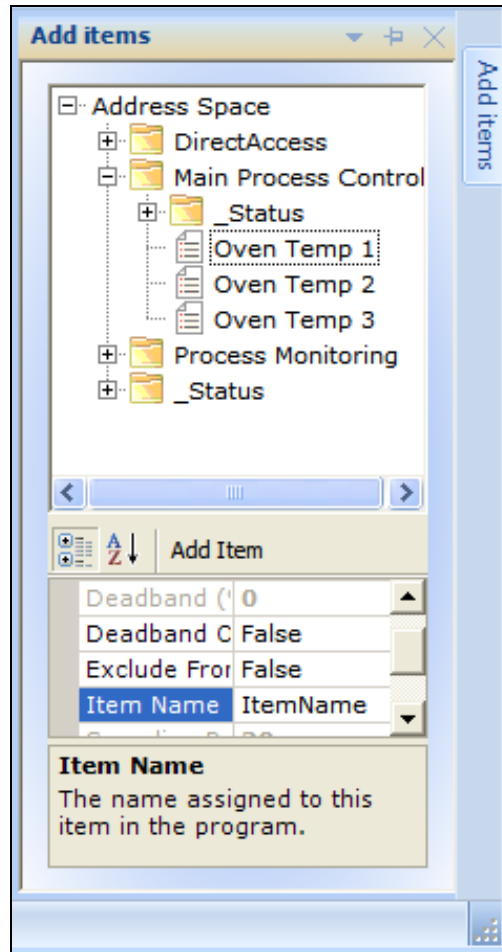 Add items
Add items
Address Space
DirectAccess
Main Process Control
_Status
Oven Temp 1
Oven Temp 2
Oven Temp 3
Process Monitoring
_Status
A Z Add Item
Deadband (% 0
Deadband C False
Exclude Fror False
Item Name ItemName
Item Name
The name assigned to this
item in the program.